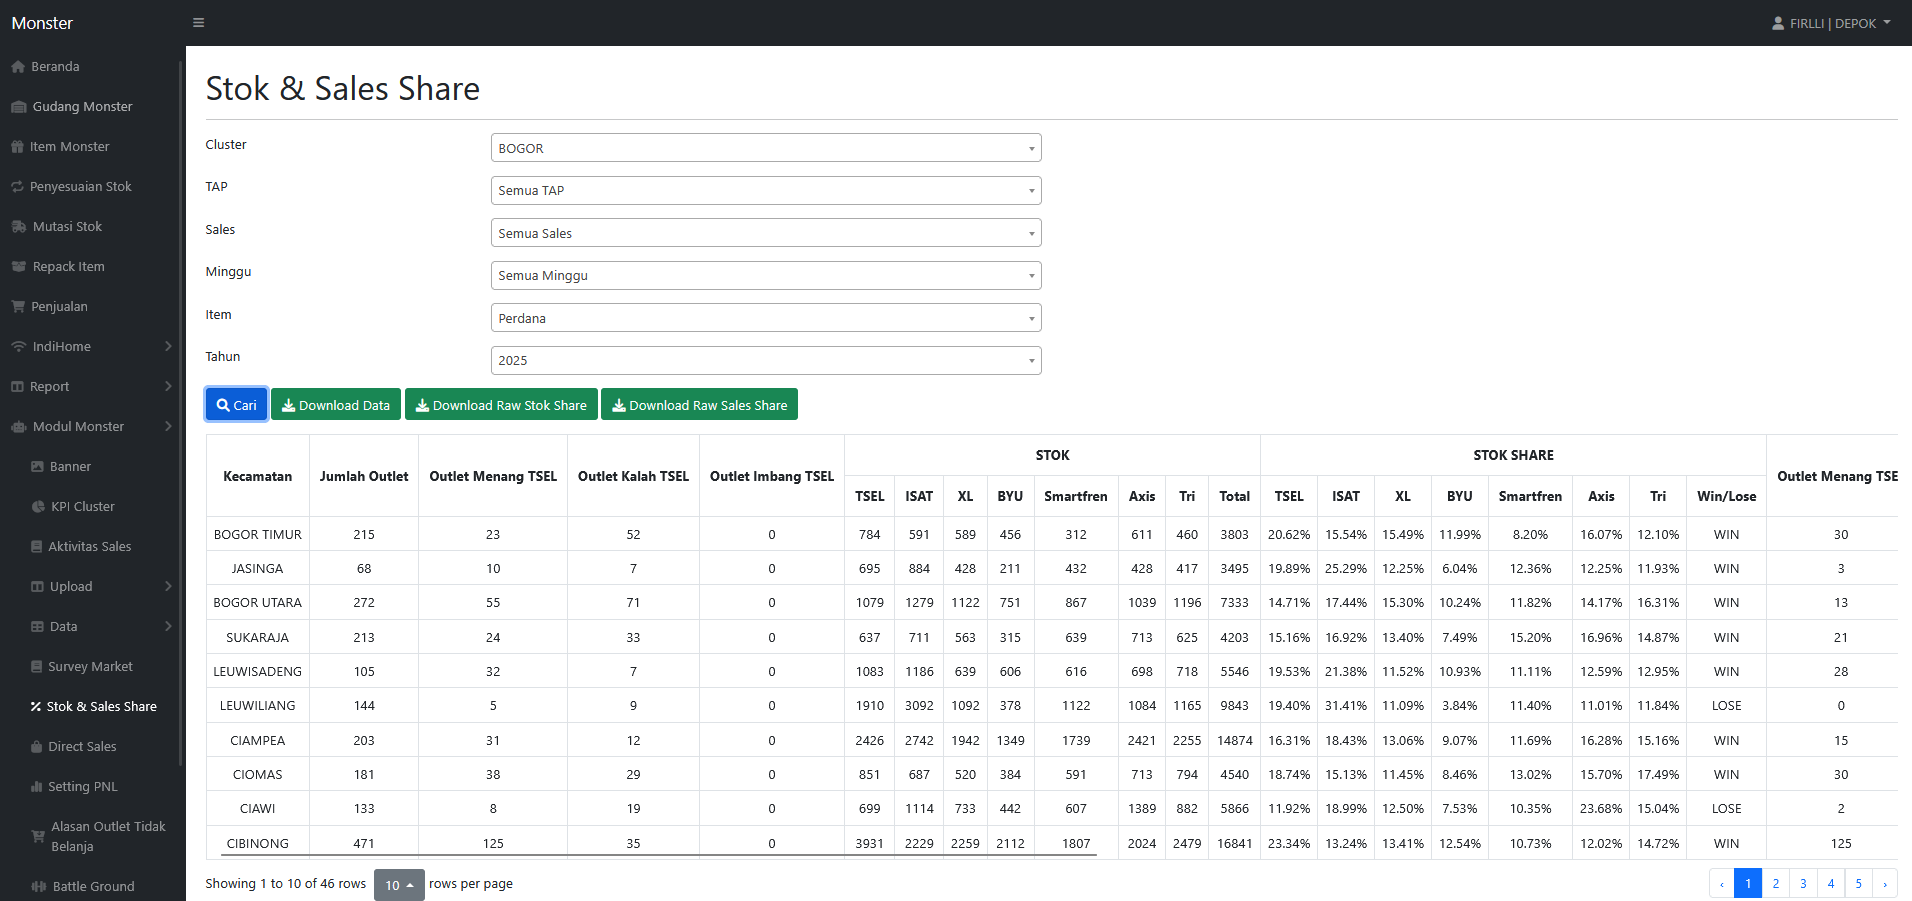 Monster
FIRLLI | DEPOK
Beranda
Gudang Monster
Item Monster
Penyesuaian Stok
Mutasi Stok
Repack Item
Penjualan
IndiHome
Report
Modul Monster
Banner
KPI Cluster
Aktivitas Sales
Upload
Data
Survey Market
Stok & Sales Share
Direct Sales
Setting PNL
Alasan Outlet Tidak
Belanja
Battle Ground
Stok & Sales Share
Cluster BOGOR
TAP Semua TAP
Sales Semua Sales
Minggu Semua Minggu
Item Perdana
Tahun 2025
Cari Download Data Download Raw Stok Share Download Raw Sales Share
STOK STOK SHARE
Kecamatan Jumlah Outlet Outlet Menang TSEL Outlet Kalah TSEL Outlet Imbang TSEL Outlet Menang TSE
TSEL ISAT XL BYU Smartfren Axis Tri Total TSEL ISAT XL BYU Smartfren Axis Tri Win/Lose
BOGOR TIMUR 215 23 52 0 784 591 589 456 312 611 460 3803 20.62% 15.54% 15.49% 11.99% 8.20% 16.07% 12.10% WIN 30
JASINGA 68 10 7 0 695 884 428 211 432 428 417 3495 19.89% 25.29% 12.25% 6.04% 12.36% 12.25% 11.93% WIN 3
BOGOR UTARA 272 55 71 0 1079 1279 1122 751 867 1039 1196 7333 14.71% 17.44% 15.30% 10.24% 11.82% 14.17% 16.31% WIN 13
SUKARAJA 213 24 33 0 637 711 563 315 639 713 625 4203 15.16% 16.92% 13.40% 7.49% 15.20% 16.96% 14.87% WIN 21
LEUWISADENG 105 32 7 0 1083 1186 639 606 616 698 718 5546 19.53% 21.38% 11.52% 10.93% 11.11% 12.59% 12.95% WIN 28
LEUWILIANG 144 5 9 0 1910 3092 1092 378 1122 1084 1165 9843 19.40% 31.41% 11.09% 3.84% 11.40% 11.01% 11.84% LOSE 0
CIAMPEA 203 31 12 0 2426 2742 1942 1349 1739 2421 2255 14874 16.31% 18.43% 13.06% 9.07% 11.69% 16.28% 15.16% WIN 15
CIOMAS 181 38 29 0 851 687 520 384 591 713 794 4540 18.74% 15.13% 11.45% 8.46% 13.02% 15.70% 17.49% WIN 30
CIAWI 133 8 19 0 699 1114 733 442 607 1389 882 5866 11.92% 18.99% 12.50% 7.53% 10.35% 23.68% 15.04% LOSE 2
CIBINONG 471 125 35 0 3931 2229 2259 2112 1807 2024 2479 16841 23.34% 13.24% 13.41% 12.54% 10.73% 12.02% 14.72% WIN 125
Showing 1 to 10 of 46 rows 10 rows per page ‹ 1 2 3 4 5 ›